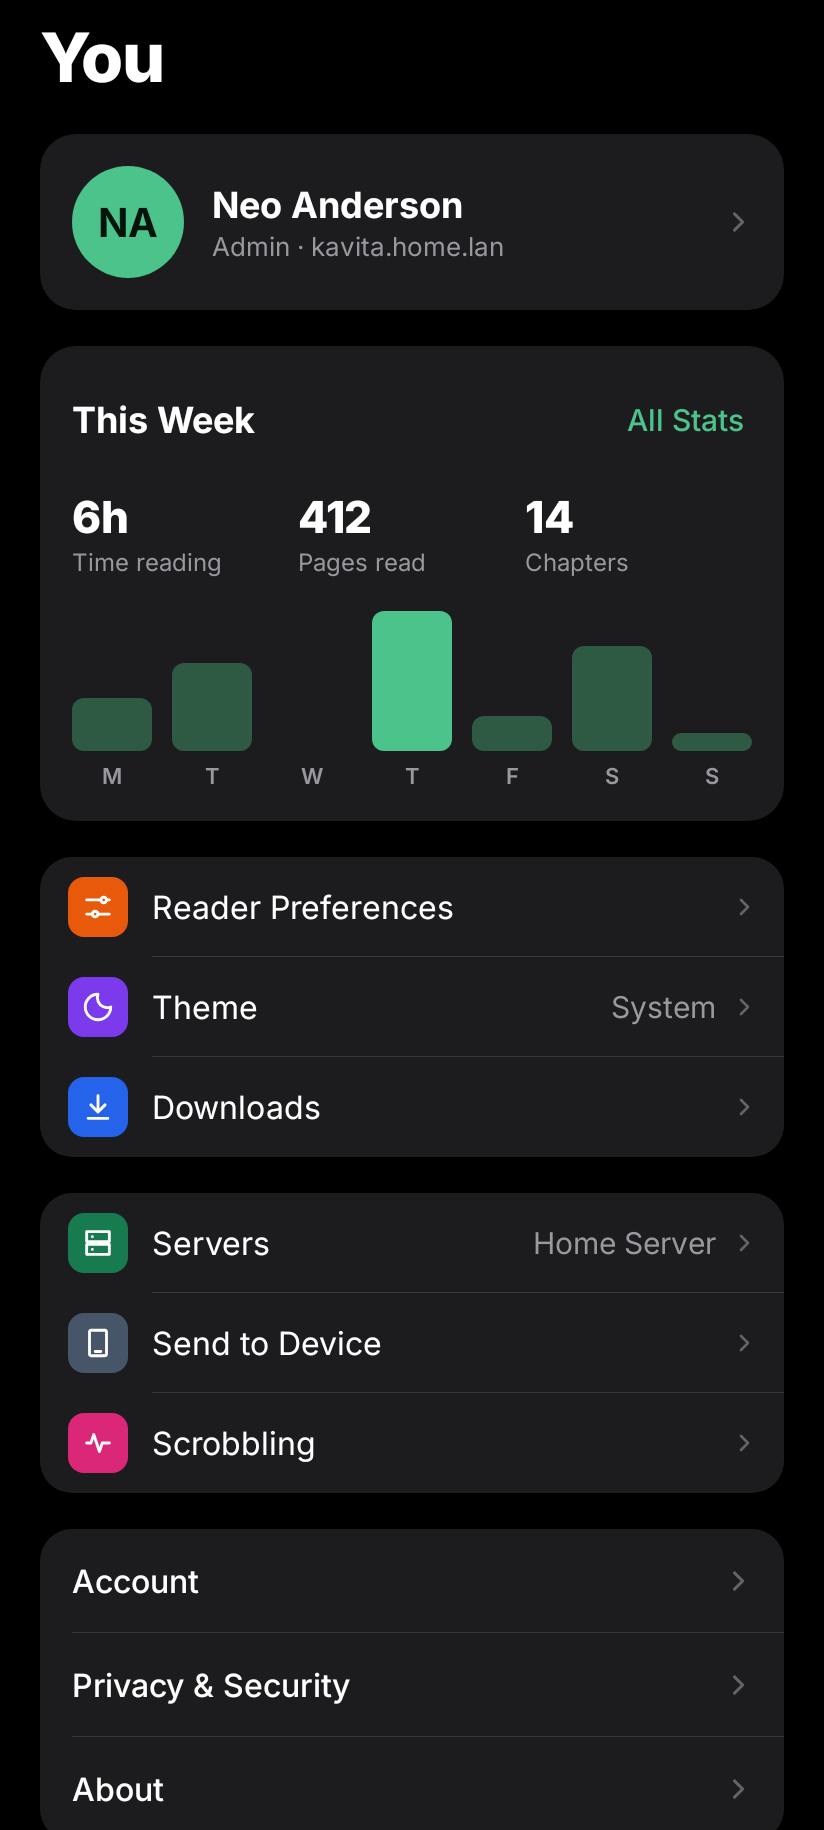 You
NA
Neo Anderson
Admin · kavita.home.lan
This Week
All Stats
6h
412
14
Time reading
Pages read
Chapters
M T W T F S S
Reader Preferences
Theme
System
Downloads
Servers
Home Server
Send to Device
Scrobbling
Account
Privacy & Security
About